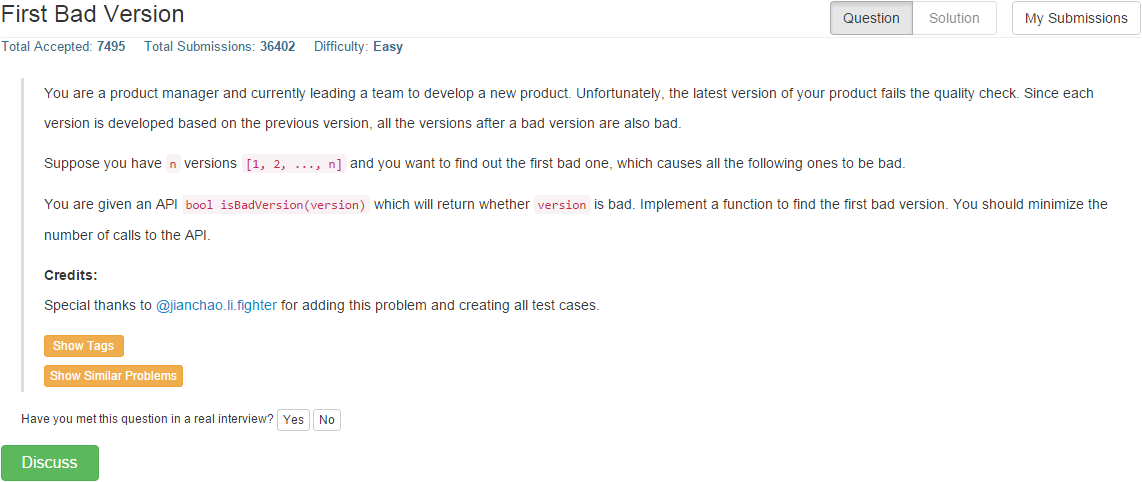 First Bad Version
Question
Solution
My Submissions
Total Accepted: 7495 Total Submissions: 36402 Difficulty: Easy
You are a product manager and currently leading a team to develop a new product. Unfortunately, the latest version of your product fails the quality check. Since each
version is developed based on the previous version, all the versions after a bad version are also bad.
Suppose you have n versions [1, 2, ..., n] and you want to find out the first bad one, which causes all the following ones to be bad.
You are given an API bool isBadVersion(version) which will return whether version is bad. Implement a function to find the first bad version. You should minimize the
number of calls to the API.
Credits:
Special thanks to @jianchao.li.fighter for adding this problem and creating all test cases.
Show Tags
Show Similar Problems
Have you met this question in a real interview? Yes No
Discuss